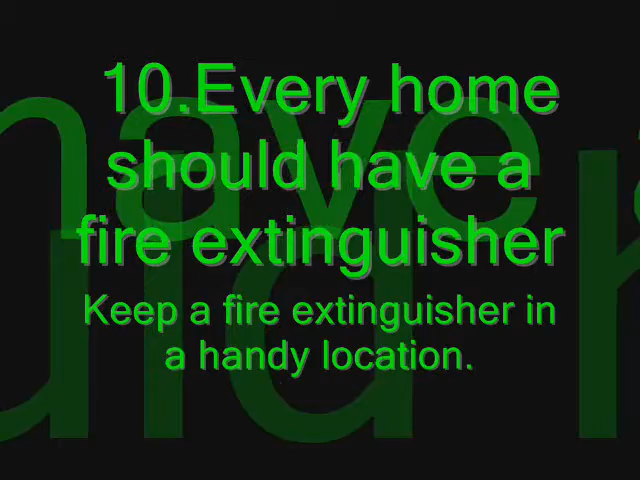 10.Every home
should have a
fire extinguisher
Keep a fire extinguisher in
a handy location.